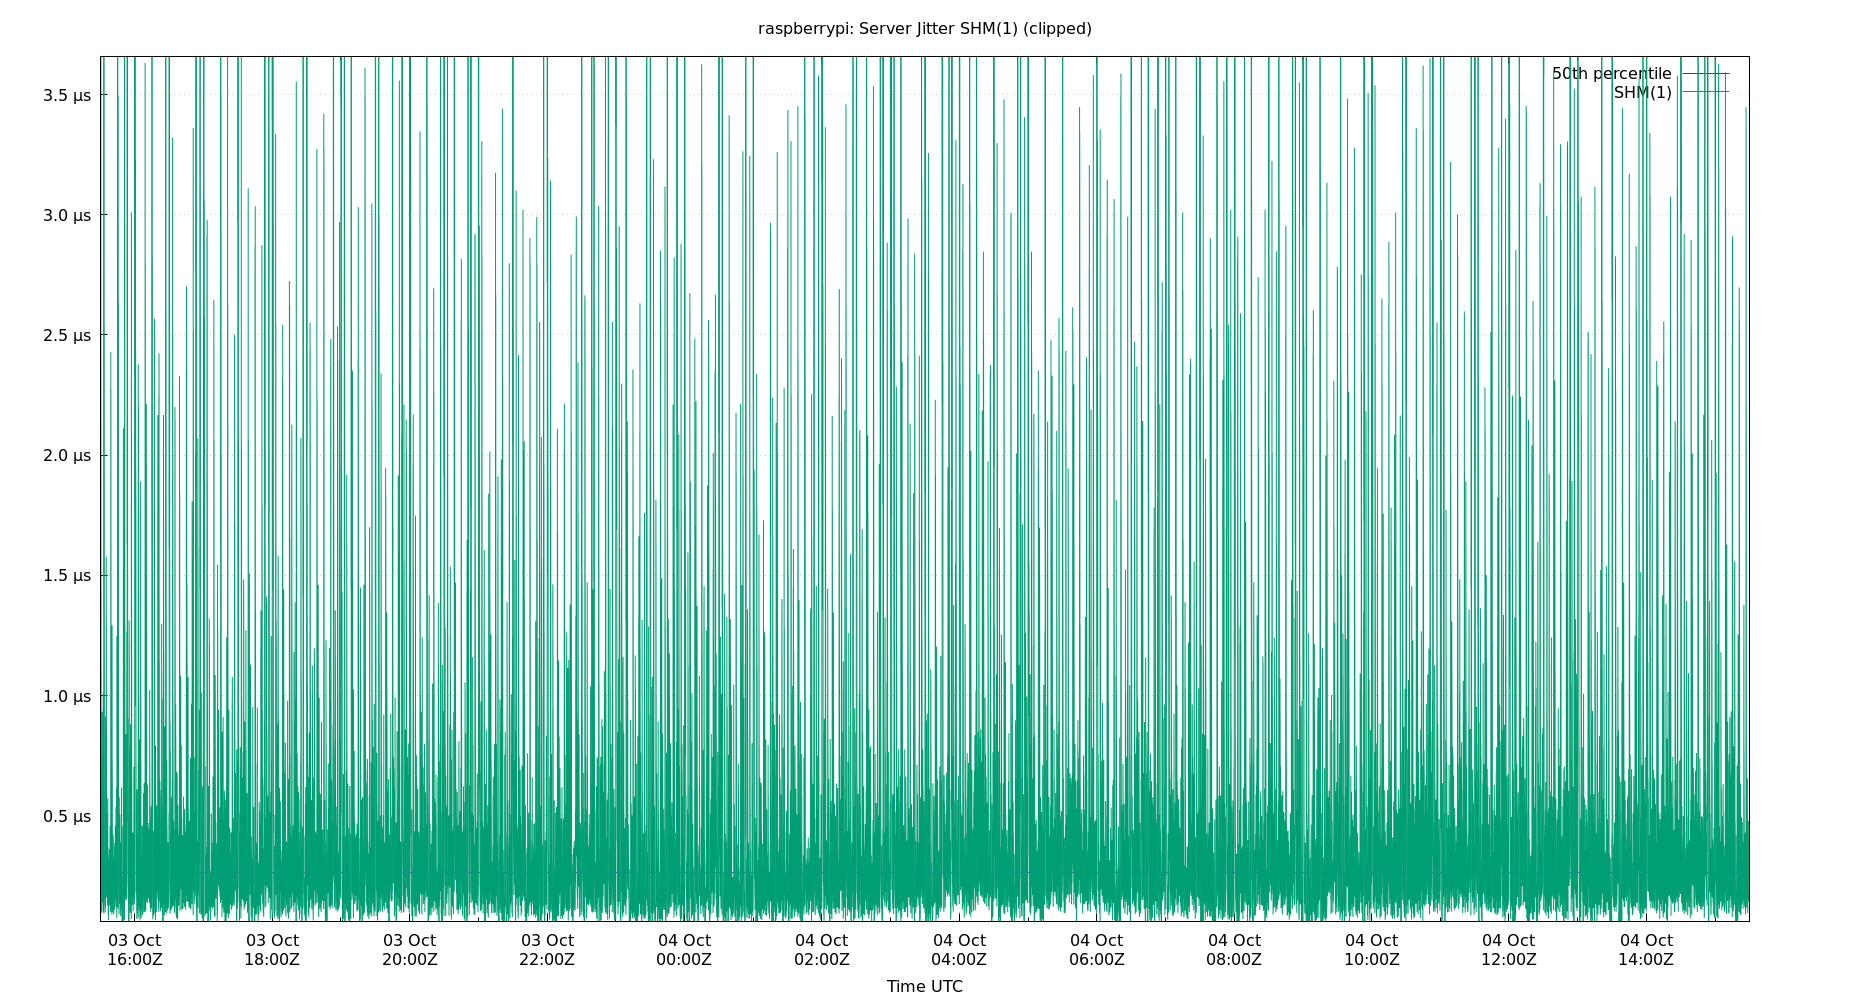 raspberrypi: Server Jitter SHM(1) (clipped)
50th percentile
SHM(1)
3.5 µs
3.0 µs
2.5 µs
2.0 µs
1.5 µs
1.0 µs
0.5 µs
03 Oct 03 Oct 03 Oct 03 Oct 04 Oct 04 Oct 04 Oct 04 Oct 04 Oct 04 Oct 04 Oct 04 Oct
16:00Z 18:00Z 20:00Z 22:00Z 00:00Z 02:00Z 04:00Z 06:00Z 08:00Z 10:00Z 12:00Z 14:00Z
Time UTC